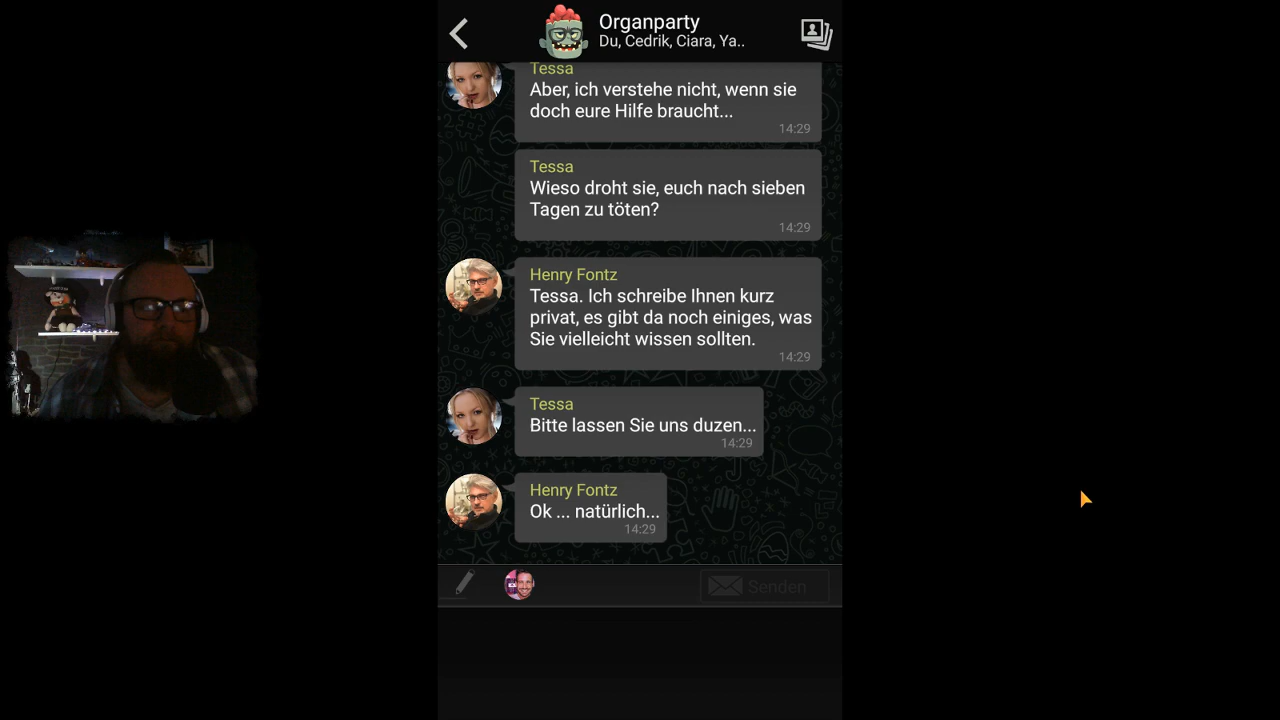 Organparty
Du, Cedrik, Ciara, Ya..
Tessa
Aber, ich verstehe nicht, wenn sie
doch eure Hilfe braucht...
14:29
Tessa
Wieso droht sie, euch nach sieben
Tagen zu töten?
14:29
Henry Fontz
Tessa. Ich schreibe Ihnen kurz
privat, es gibt da noch einiges, was
Sie vielleicht wissen sollten.
14:29
Tessa
Bitte lassen Sie uns duzen...
14:29
Henry Fontz
Ok ... natürlich...
14:29
Senden